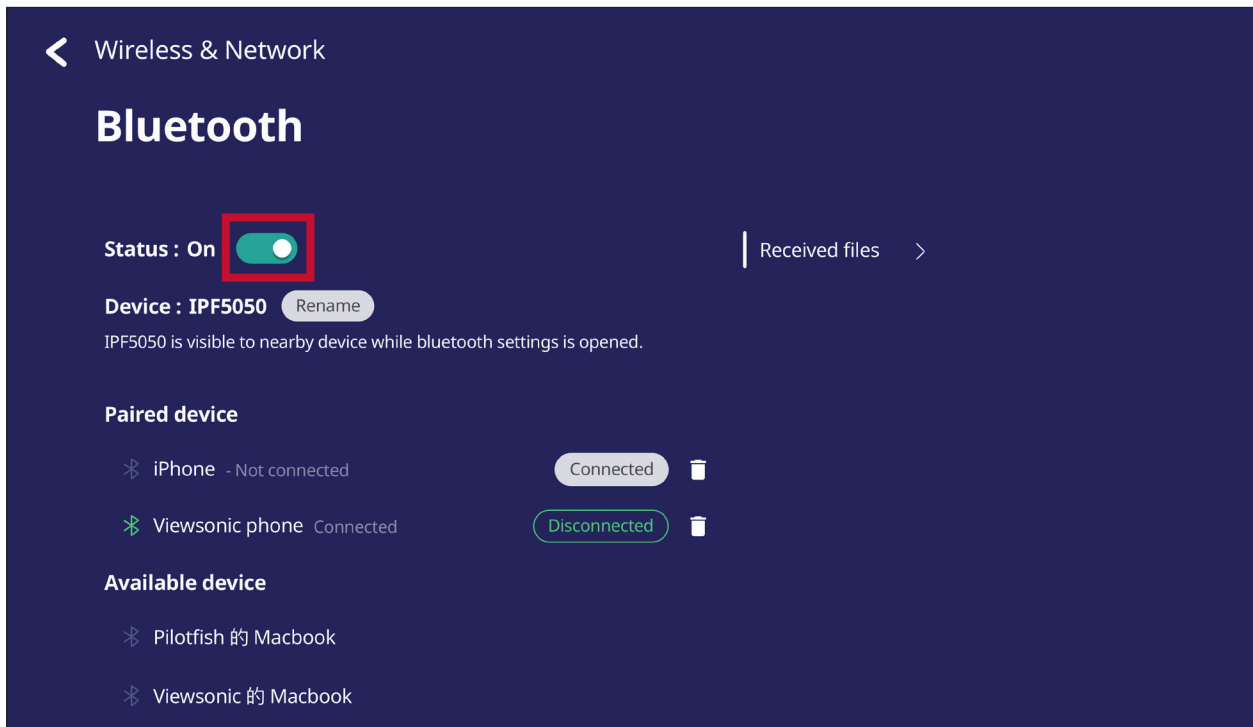 Wireless & Network
Bluetooth
Status : On
Received files
Device : IPF5050 Rename
IPF5050 is visible to nearby device while bluetooth settings is opened.
Paired device
iPhone - Not connected Connected
Viewsonic phone Connected Disconnected
Available device
Pilotfish 的 Macbook
Viewsonic 的 Macbook